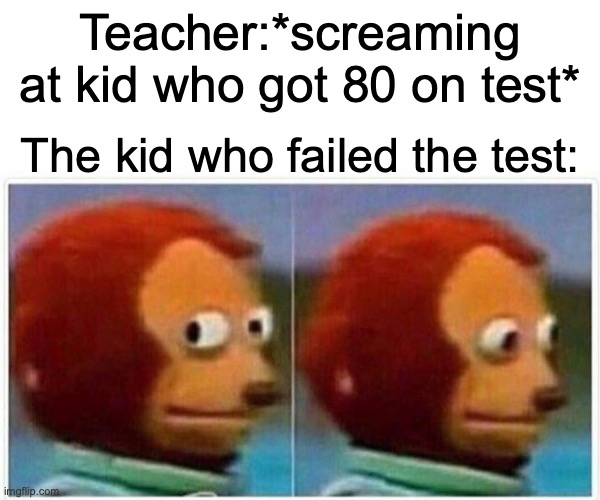 Teacher:*screaming
at kid who got 80 on test*
The kid who failed the test:
imgflip.com